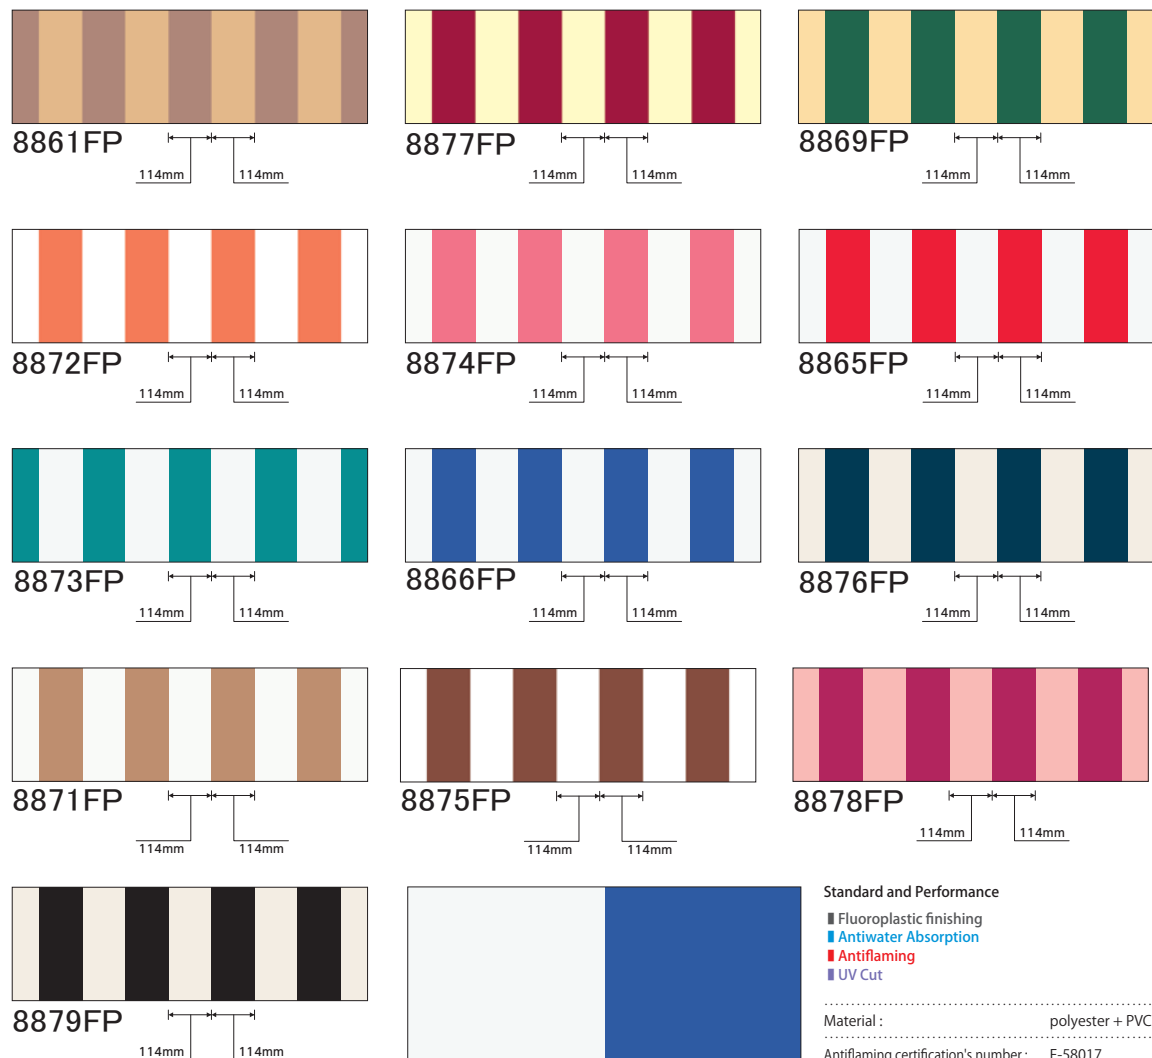 8861FP
114mm 114mm
8877FP
114mm 114mm
8869FP
114mm 114mm
8872FP
114mm 114mm
8874FP
114mm 114mm
8865FP
114mm 114mm
8873FP
114mm 114mm
8866FP
114mm 114mm
8876FP
114mm 114mm
8871FP
114mm 114mm
8875FP
114mm 114mm
8878FP
114mm 114mm
8879FP
114mm 114mm
Standard and Performance
Fluoroplastic finishing
Antiwater Absorption
Antiflaming
UV Cut
Material : polyester + PVC
Antiflaming certification's number : F-58017